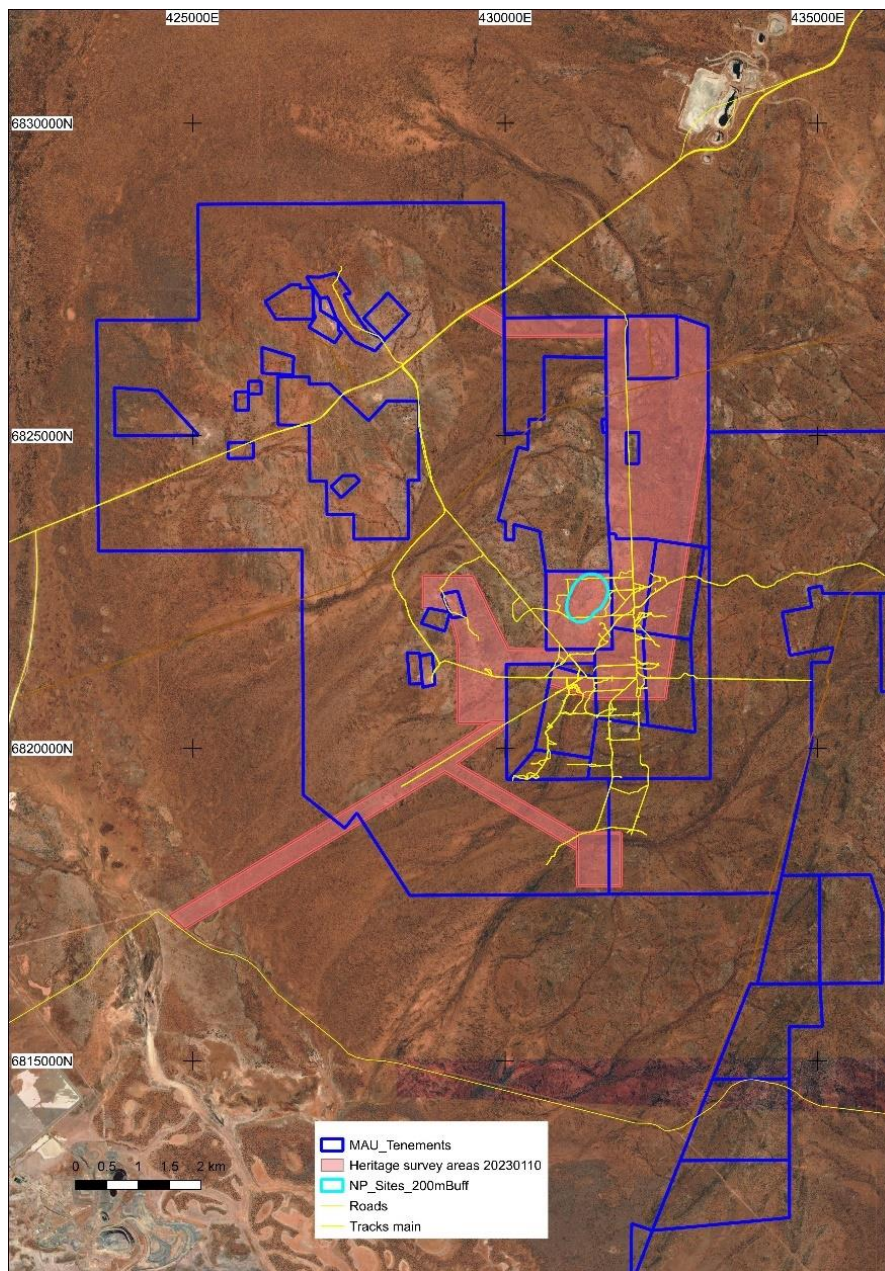 425000E 430000E 435000E
6830000N
6825000N
6820000N
6815000N
MAU_Tenements
Heritage survey areas 20230110
NP_Sites_200mBuff
Roads
Tracks main
0 0.5 1 1.5 2 km